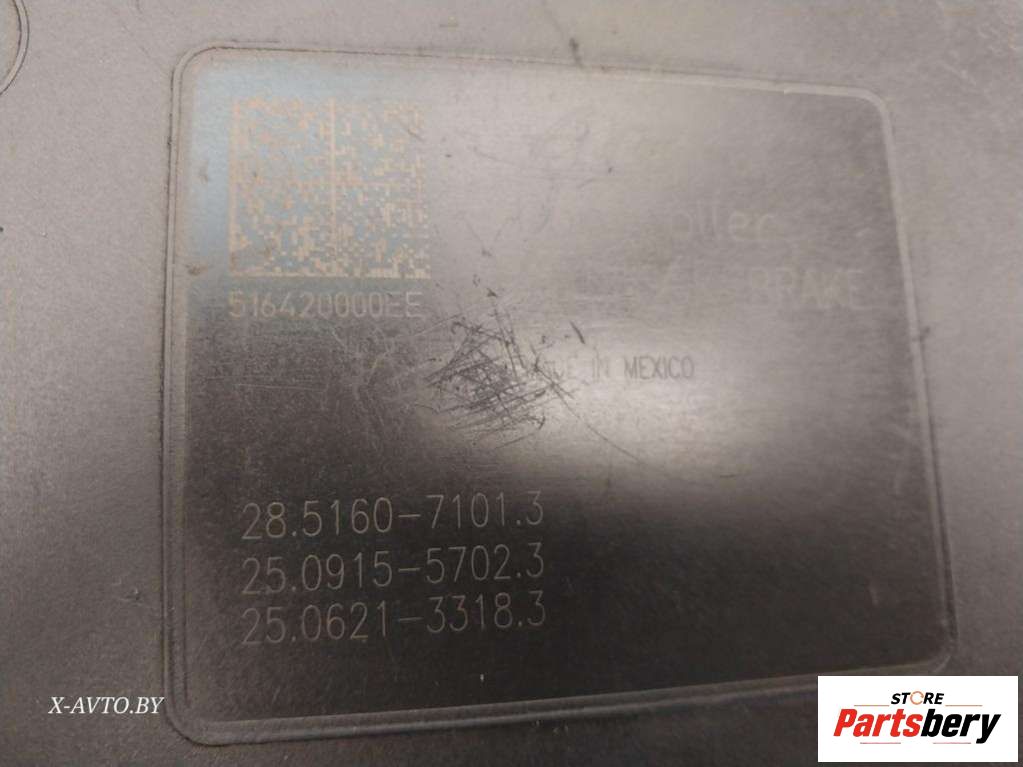 516420000EE
BRAKE
IN MEXICO
28.5160-7101.3
25.0915-5702.3
25.0621-3318.3
X-AVTO.BY
STORE
Partsbery